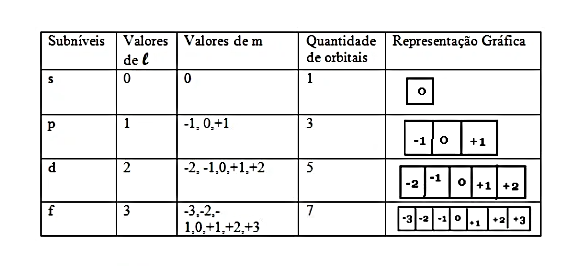 Subníveis Valores de ℓ Valores de m Quantidade de orbitais Representação Gráfica
s 0 0 1 0
p 1 -1, 0,+1 3 -1 0 +1
d 2 -2, -1,0,+1,+2 5 -2 -1 0 +1 +2
f 3 -3,-2,- 7 -3 -2 -1 0 +1 +2 +3
1,0,+1,+2,+3